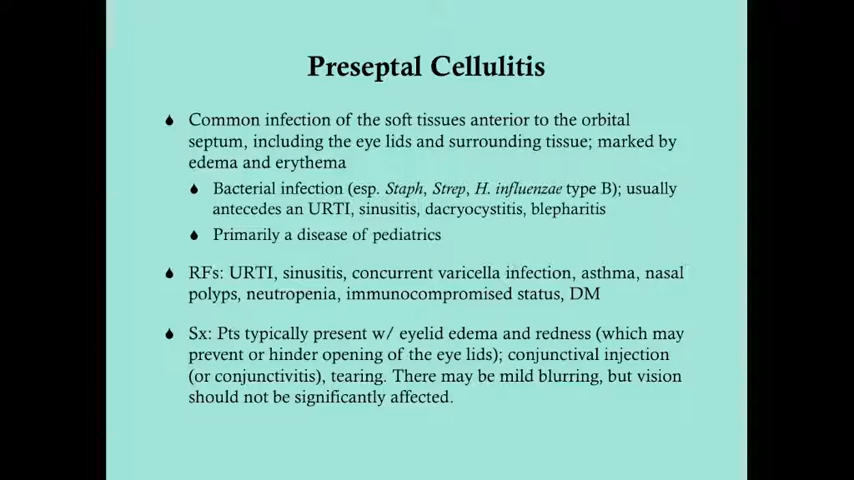 Preseptal Cellulitis
Common infection of the soft tissues anterior to the orbital
septum, including the eye lids and surrounding tissue; marked by
edema and erythema
Bacterial infection (esp. Staph, Strep, H. influenzae type B); usually
antecedes an URTI, sinusitis, dacryocystitis, blepharitis
Primarily a disease of pediatrics
RFs: URTI, sinusitis, concurrent varicella infection, asthma, nasal
polyps, neutropenia, immunocompromised status, DM
Sx: Pts typically present w/ eyelid edema and redness (which may
prevent or hinder opening of the eye lids); conjunctival injection
(or conjunctivitis), tearing. There may be mild blurring, but vision
should not be significantly affected.